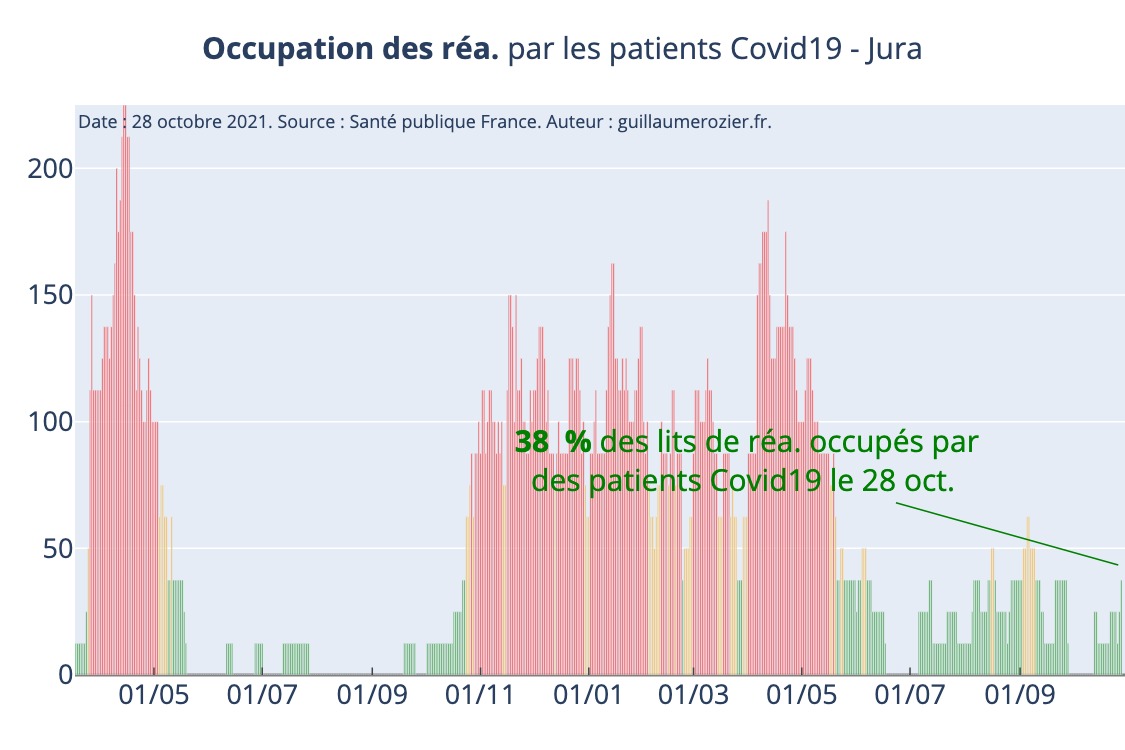 Occupation des réa. par les patients Covid19 - Jura
Date : 28 octobre 2021. Source : Santé publique France. Auteur : guillaumerozier.fr.
200
150
100
50
0
38 % des lits de réa. occupés par
des patients Covid19 le 28 oct.
01/05 01/07 01/09 01/11 01/01 01/03 01/05 01/07 01/09